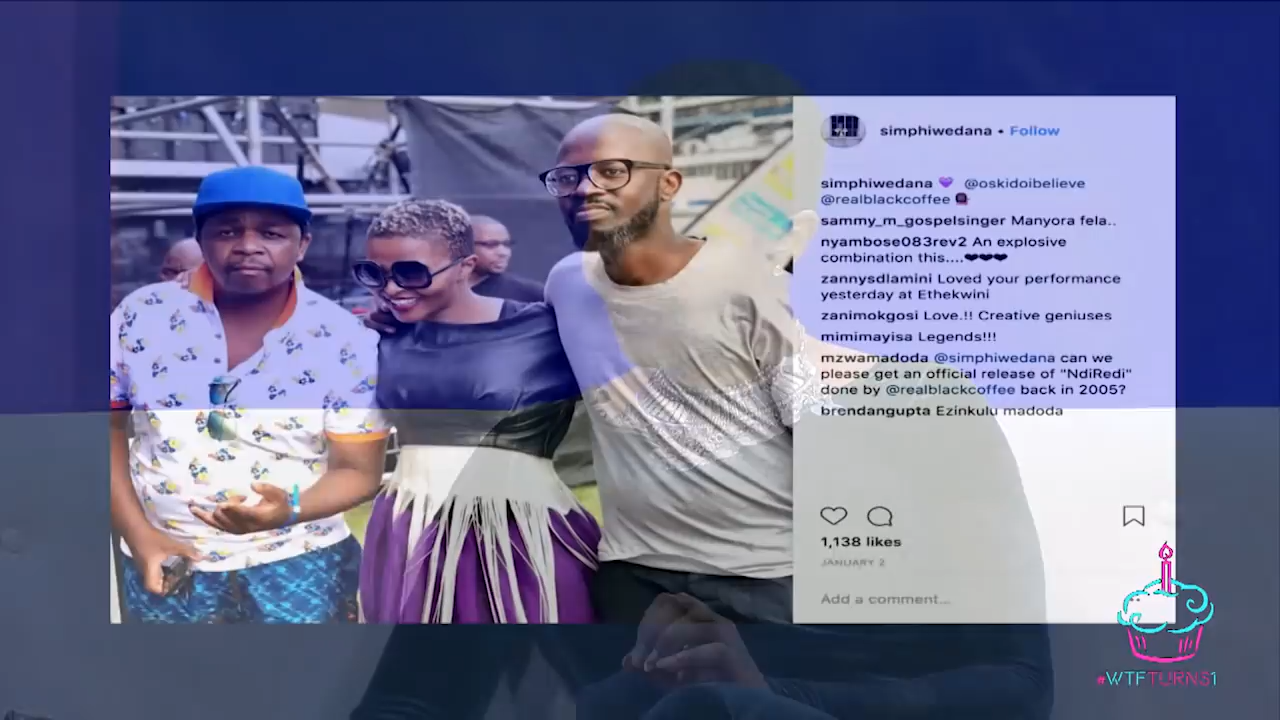 simphiwedana • Follow
simphiwedana 💜 @oskidoibelieve
@realblackcoffee
sammy_m_gospelsinger Manyora fela..
nyambose083rev2 An explosive
combination this....❤❤❤
zannysdlamini Loved your performance
yesterday at Ethekwini
zanimokgosi Love.!! Creative geniuses
mimimayisa Legends!!!
mzwamadoda @simphiwedana can we
please get an official release of "NdiRedi"
done by @realblackcoffee back in 2005?
brendangupta Ezinkulu madoda
1,138 likes
JANUARY 2
Add a comment...
#WTFTURNS1